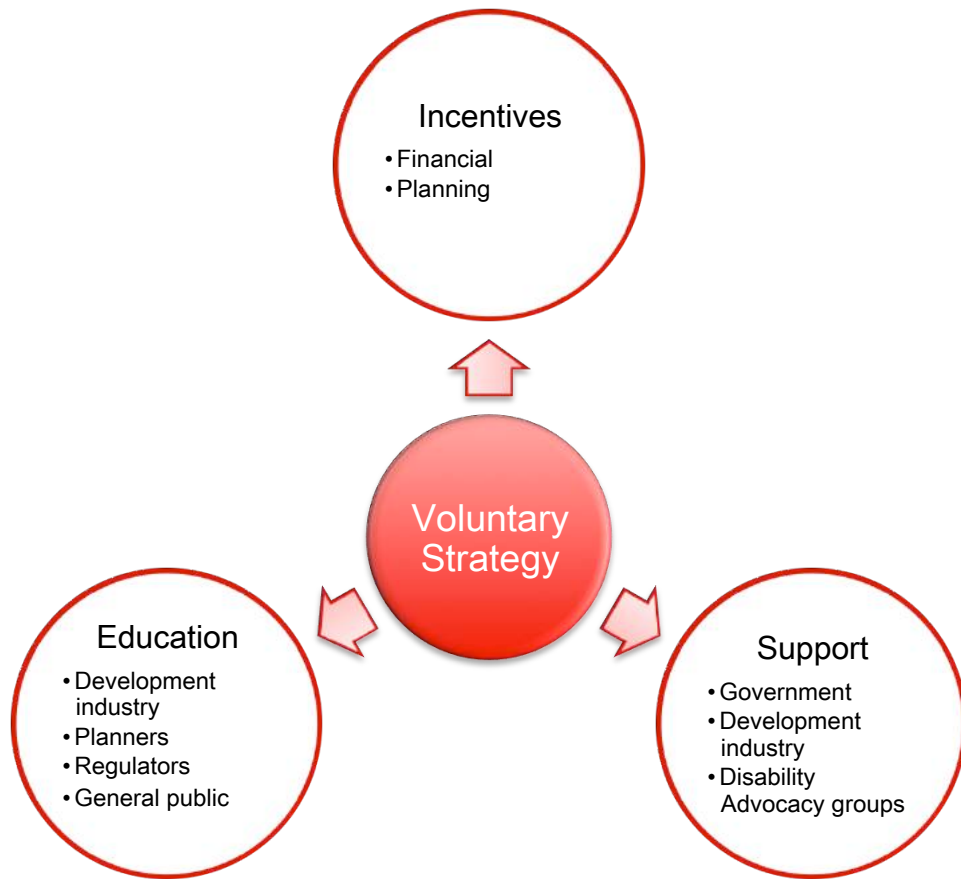 Incentives
• Financial
• Planning
Voluntary
Strategy
Education
• Development
industry
• Planners
• Regulators
• General public
Support
• Government
• Development
industry
• Disability
Advocacy groups